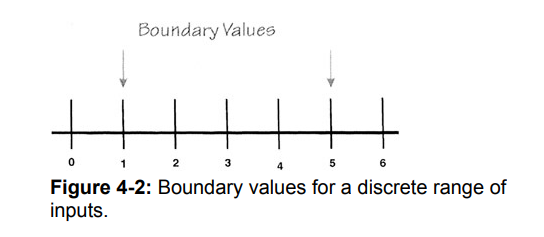 Boundary Values
0 1 2 3 4 5 6
Figure 4-2: Boundary values for a discrete range of
inputs.